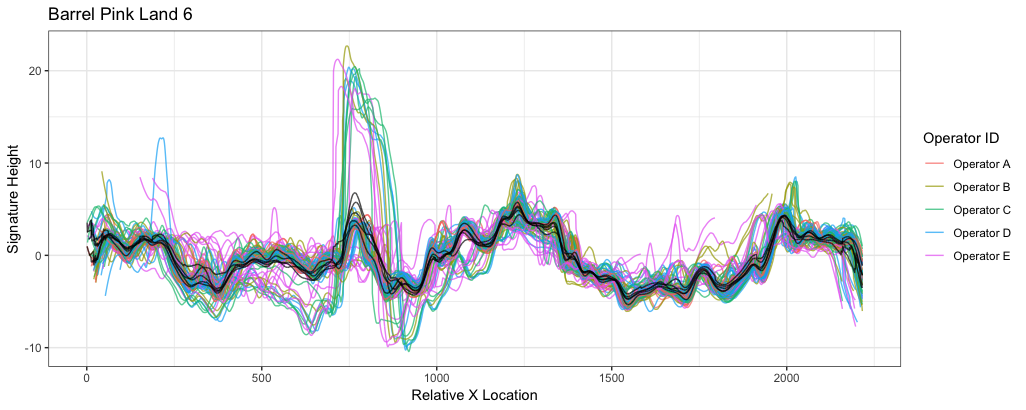 Barrel Pink Land 6
Signature Height
20
10
0
-10
0
500
1000
1500
2000
Relative X Location
Operator ID
Operator A
Operator B
Operator C
Operator D
Operator E